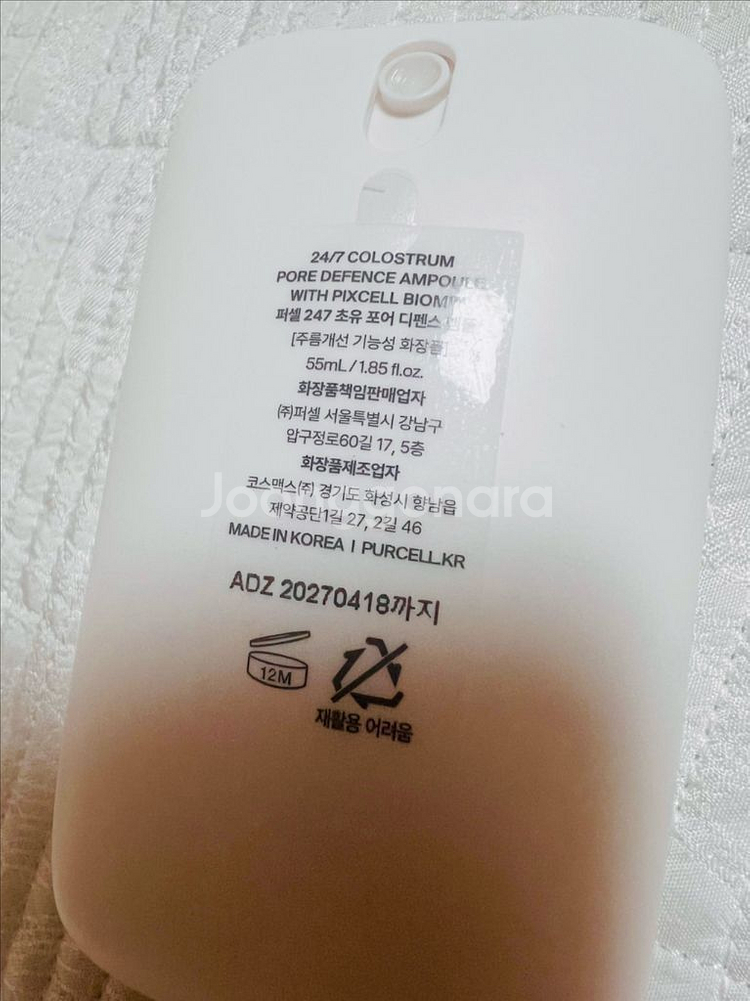 24/7 COLOSTRUM
PORE DEFENCE AMPOULE
WITH PIXCELL BIOMI
퍼셀 247 초유 포어 디펜스
[주름개선 기능성 화장품]
55mL / 1.85 fl.oz.
화장품책임판매업자
(주)퍼셀 서울특별시 강남구
압구정로60길 17, 5층
화장품제조업자
코스맥스(주) 경기도 화성시 향남읍
제약공단1길 27, 2길 46
Joonggonara
MADE IN KOREA | PURCELL.KR
ADZ 20270418까지
12M
재활용 어려움